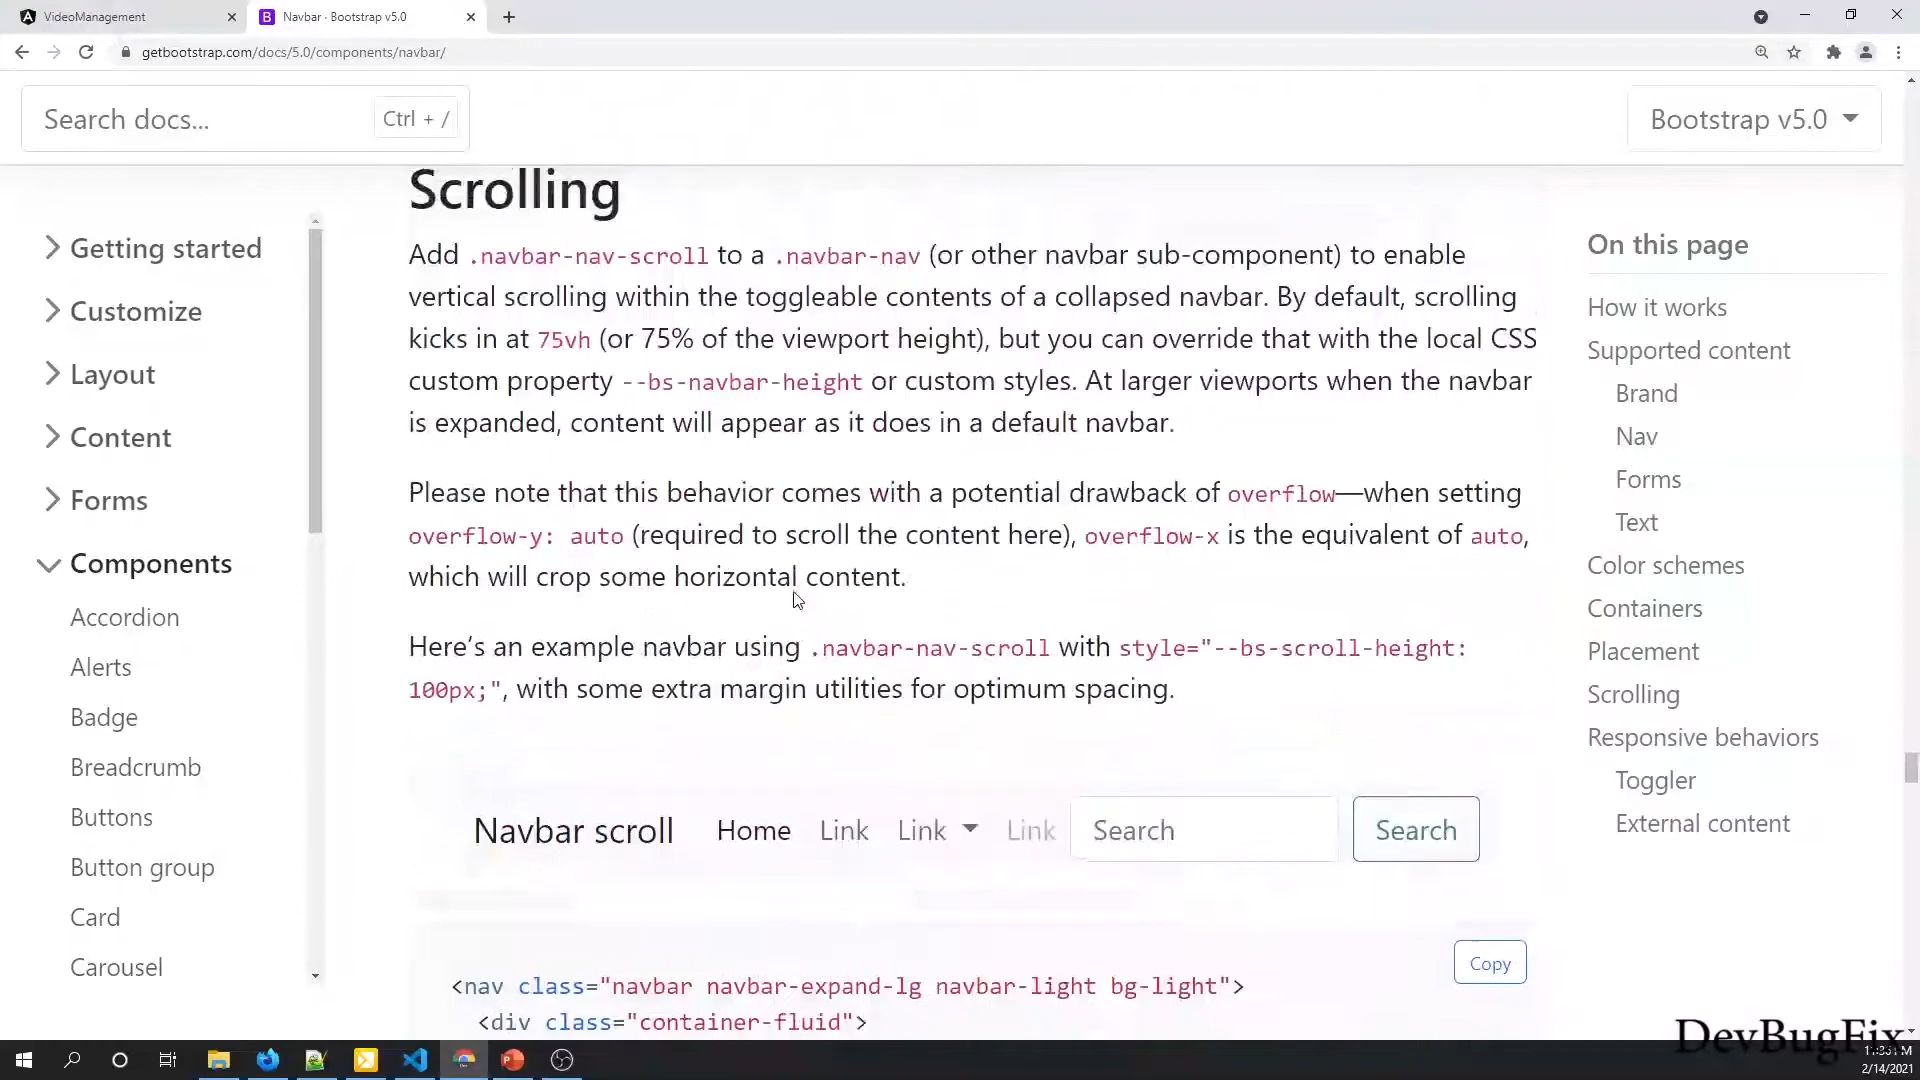 VideoManagement
Navbar · Bootstrap v5.0
getbootstrap.com/docs/5.0/components/navbar/
Search docs...
Ctrl + /
Bootstrap v5.0
Getting started
Customize
Layout
Content
Forms
Components
Accordion
Alerts
Badge
Breadcrumb
Buttons
Button group
Card
Carousel
Scrolling
Add .navbar-nav-scroll to a .navbar-nav (or other navbar sub-component) to enable
vertical scrolling within the toggleable contents of a collapsed navbar. By default, scrolling
kicks in at 75vh (or 75% of the viewport height), but you can override that with the local CSS
custom property --bs-navbar-height or custom styles. At larger viewports when the navbar
is expanded, content will appear as it does in a default navbar.
Please note that this behavior comes with a potential drawback of overflow—when setting
overflow-y: auto (required to scroll the content here), overflow-x is the equivalent of auto,
which will crop some horizontal content.
Here’s an example navbar using .navbar-nav-scroll with style="--bs-scroll-height:
100px;", with some extra margin utilities for optimum spacing.
Navbar scroll Home Link Link Link Search Search
Copy
<nav class="navbar navbar-expand-lg navbar-light bg-light">
<div class="container-fluid">
On this page
How it works
Supported content
Brand
Nav
Forms
Text
Color schemes
Containers
Placement
Scrolling
Responsive behaviors
Toggler
External content
DevBugFix
2/14/2021